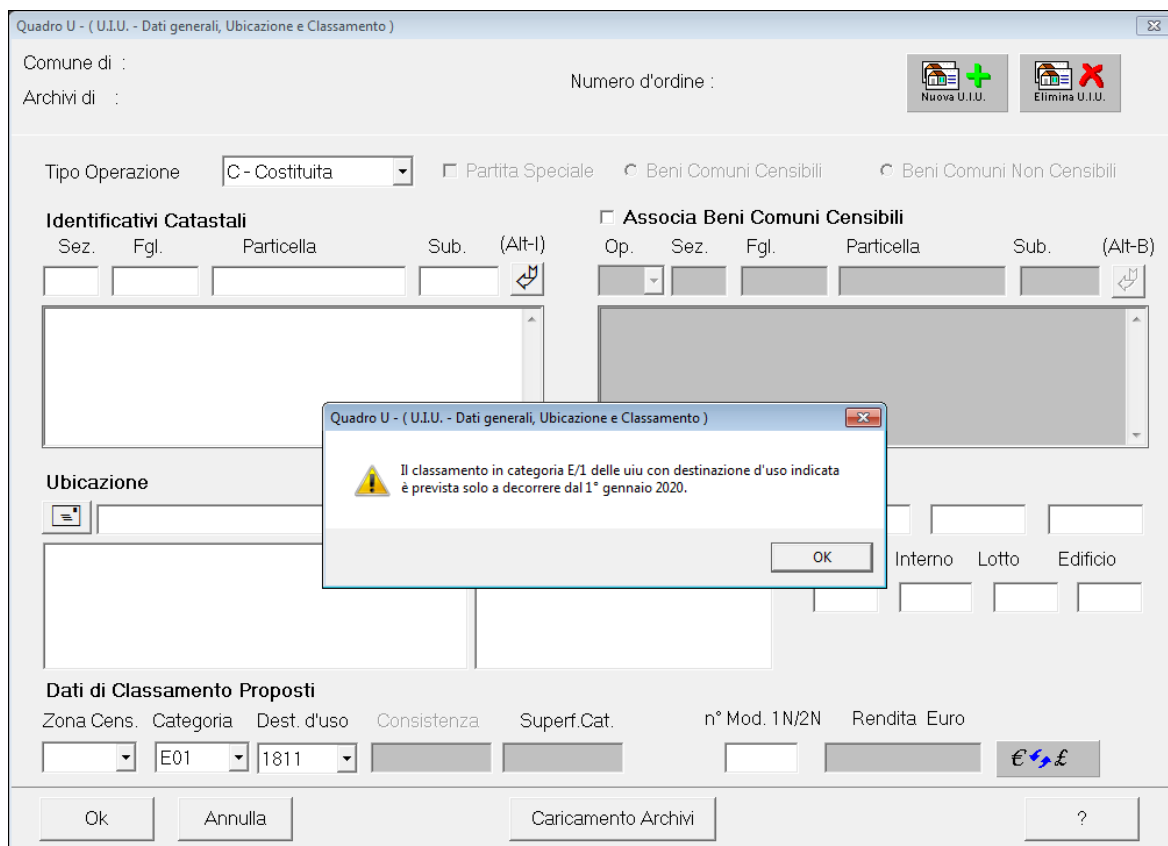 Quadro U - ( U.I.U. - Dati generali, Ubicazione e Classamento )
Comune di :
Numero d'ordine :
Archivi di :
Nuova U.I.U.
Elimina U.I.U.
Tipo Operazione
C - Costituita
Partita Speciale
Beni Comuni Censibili
Beni Comuni Non Censibili
Identificativi Catastali
Associa Beni Comuni Censibili
Sez. Fgl. Particella Sub. (Alt-I)
Op. Sez. Fgl. Particella Sub. (Alt-B)
Quadro U - ( U.I.U. - Dati generali, Ubicazione e Classamento )
Il classamento in categoria E/1 delle uiu con destinazione d'uso indicata
è prevista solo a decorrere dal 1° gennaio 2020.
OK
Ubicazione
Interno Lotto Edificio
Dati di Classamento Proposti
Zona Cens. Categoria Dest. d'uso Consistenza Superf.Cat. n° Mod. 1N/2N Rendita Euro
E01 1811 € £
Ok Annulla Caricamento Archivi ?